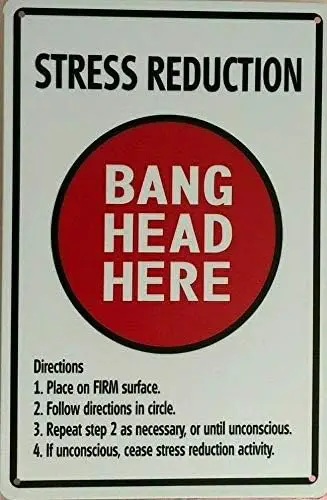 STRESS REDUCTION
BANG
HEAD
HERE
Directions
1. Place on FIRM surface.
2. Follow directions in circle.
3. Repeat step 2 as necessary, or until unconscious.
4. If unconscious, cease stress reduction activity.